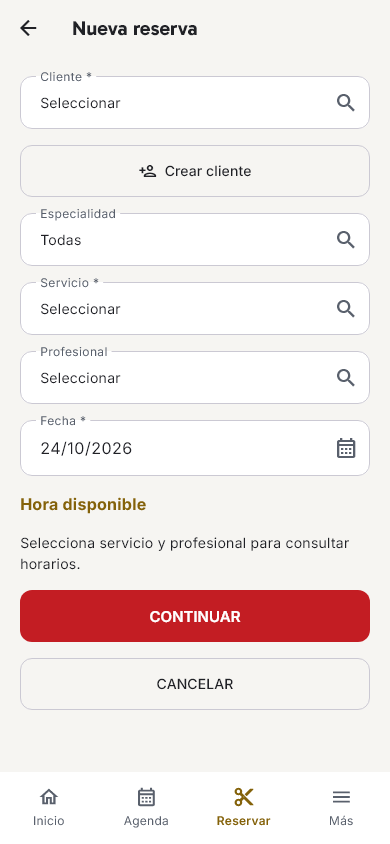 Nueva reserva
Cliente *
Seleccionar
Crear cliente
Especialidad
Todas
Servicio *
Seleccionar
Profesional
Seleccionar
Fecha *
24/10/2026
Hora disponible
Selecciona servicio y profesional para consultar
horarios.
CONTINUAR
CANCELAR
Inicio
Agenda
Reservar
Más